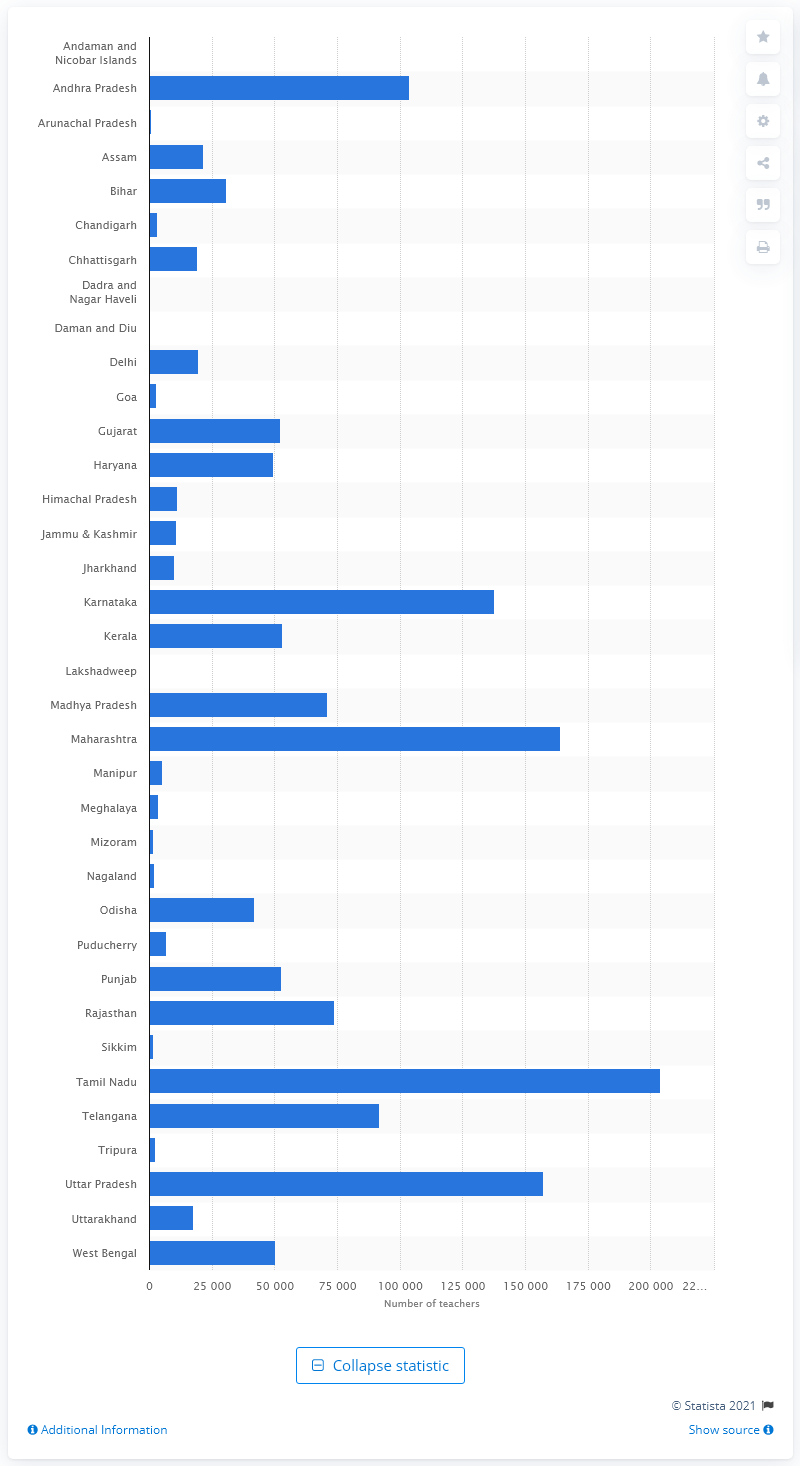 Andaman and
Nicobar Islands
Andhra Pradesh
Arunachal Pradesh
Assam
Bihar
Chandigarh
Chhattisgarh
Dadra and
Nagar Haveli
Daman and Diu
Delhi
Goa
Gujarat
Haryana
Himachal Pradesh
Jammu & Kashmir
Jharkhand
Karnataka
Kerala
Lakshadweep
Madhya Pradesh
Maharashtra
Manipur
Meghalaya
Mizoram
Nagaland
Odisha
Puducherry
Punjab
Rajasthan
Sikkim
Tamil Nadu
Telangana
Tripura
Uttar Pradesh
Uttarakhand
West Bengal
0 25 000 50 000 75 000 100 000 125 000 150 000 175 000 200 000 22...
Number of teachers
Collapse statistic
© Statista 2021
Additional Information Show source